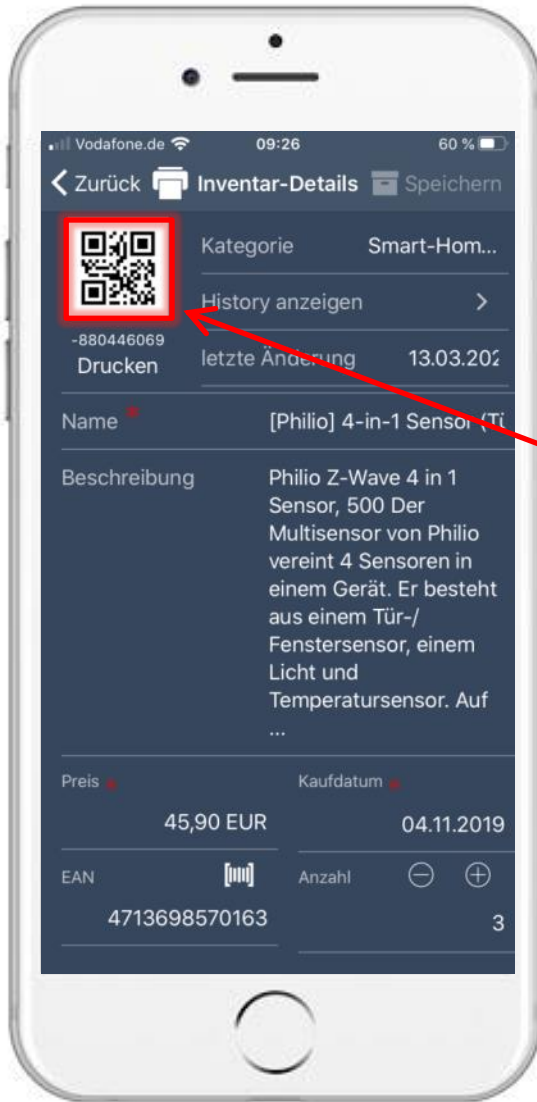 Vodafone.de 09:26 60 %
Zurück Inventar-Details Speichern
Kategorie Smart-Hom...
History anzeigen
-880446069
Drucken
letzte Änderung 13.03.202
Name * [Philio] 4-in-1 Sensor (Tü
Beschreibung
Philio Z-Wave 4 in 1
Sensor, 500 Der
Multisensor von Philio
vereint 4 Sensoren in
einem Gerät. Er besteht
aus einem Tür-/
Fenstersensor, einem
Licht und
Temperatursensor. Auf
...
Preis * Kaufdatum *
45,90 EUR 04.11.2019
EAN Anzahl
4713698570163 3